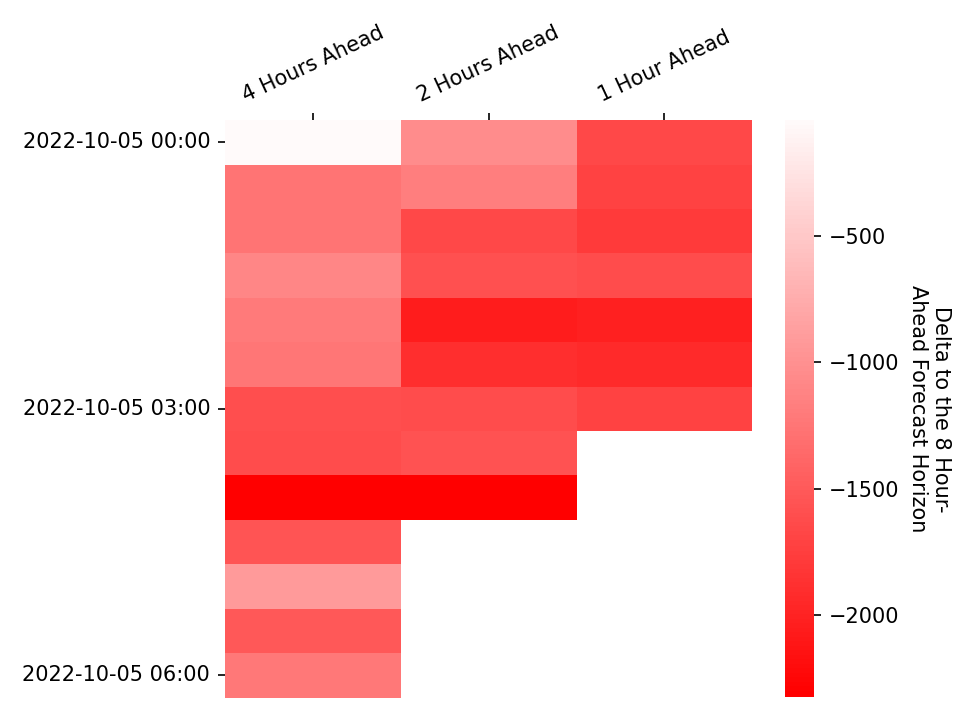 4 Hours Ahead
2 Hours Ahead
1 Hour Ahead
2022-10-05 00:00
2022-10-05 03:00
2022-10-05 06:00
−500
−1000
−1500
−2000
Delta to the 8 Hour-
Ahead Forecast Horizon